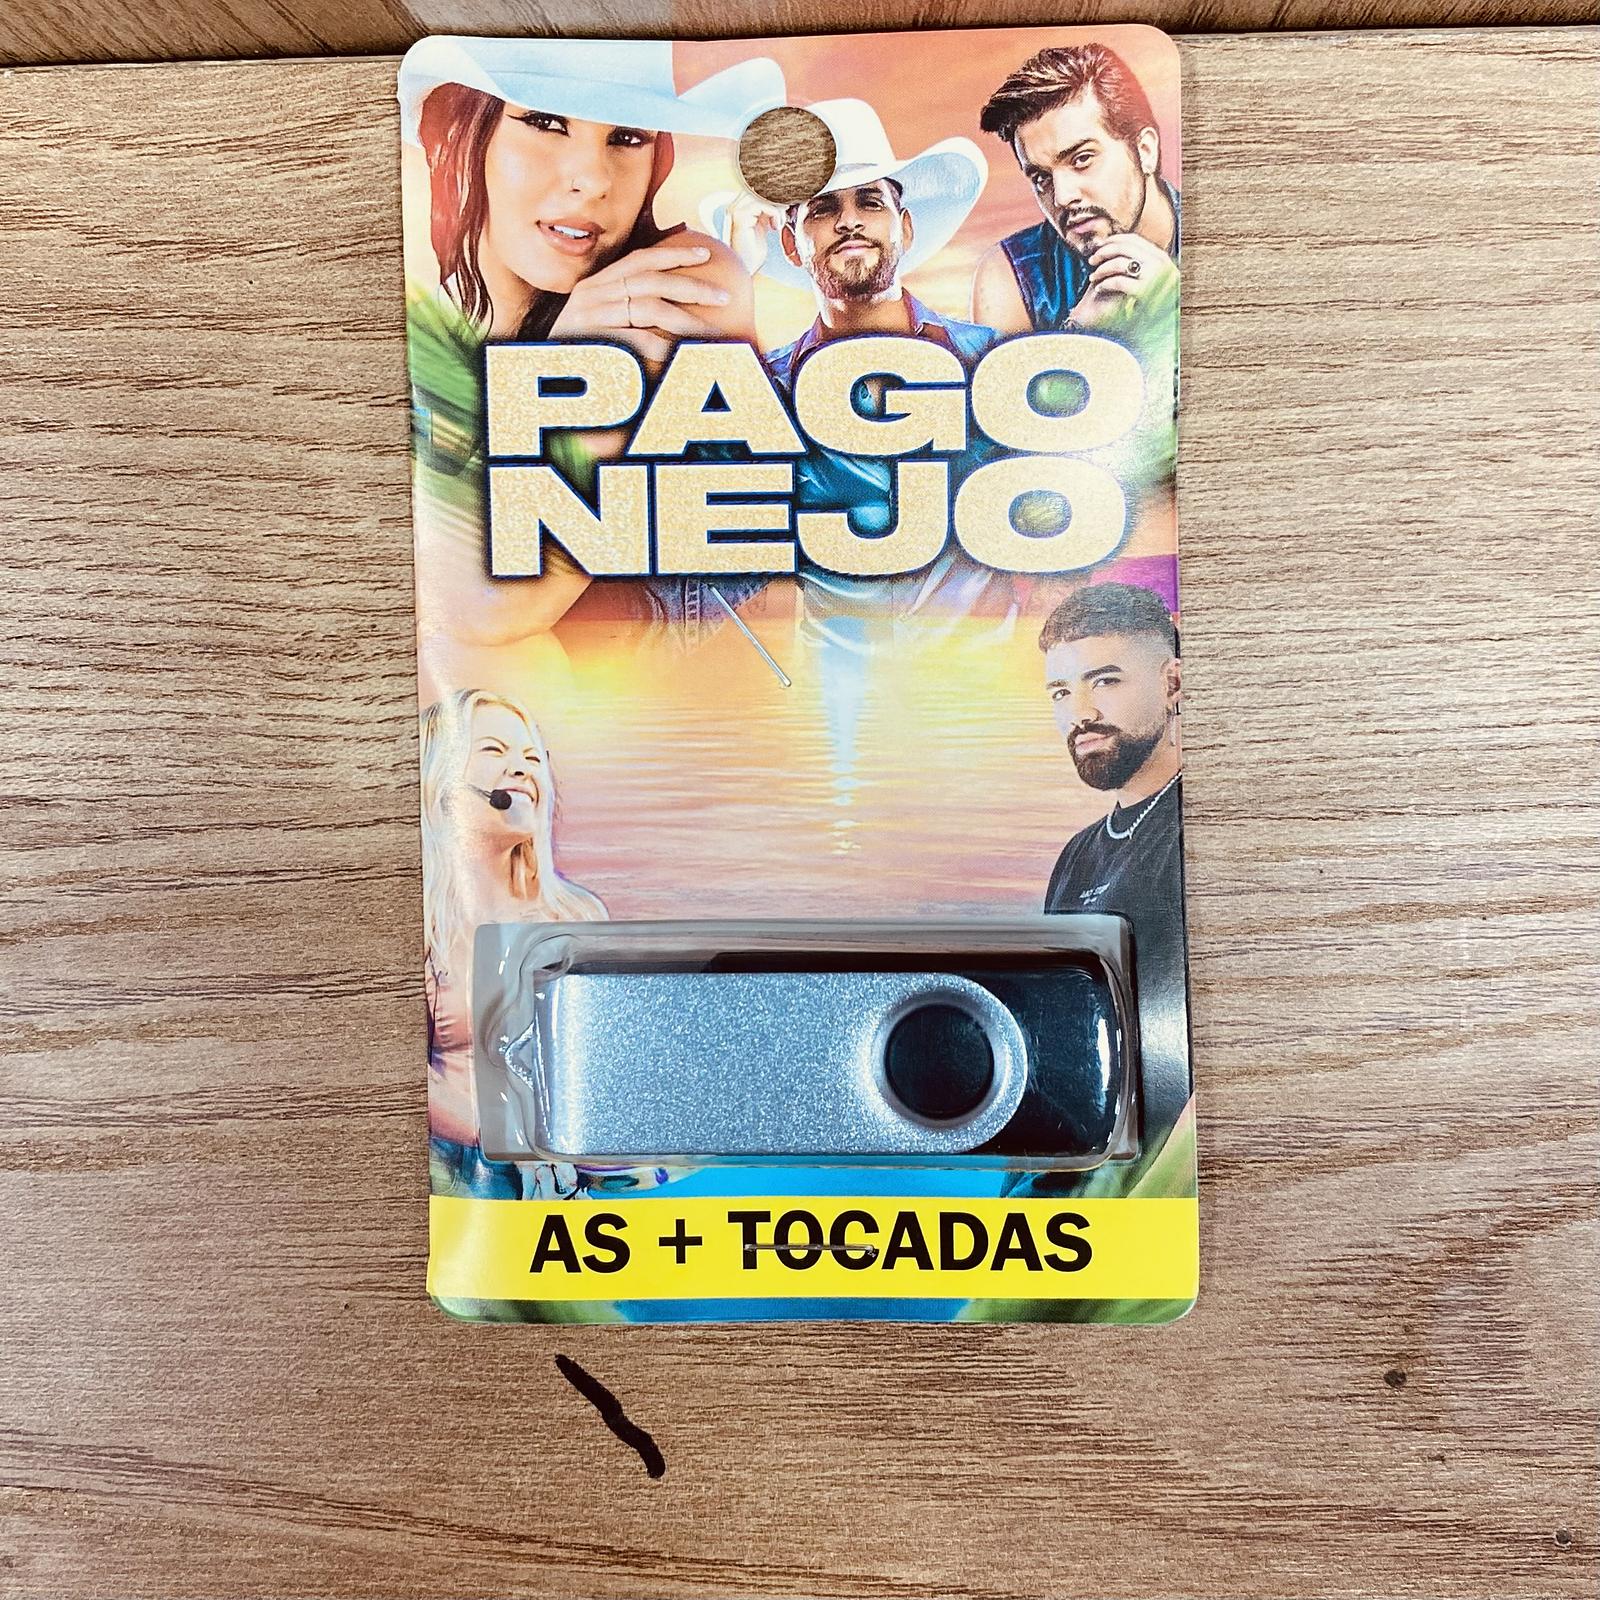 PAGO
NEJO
AS + TOCADAS